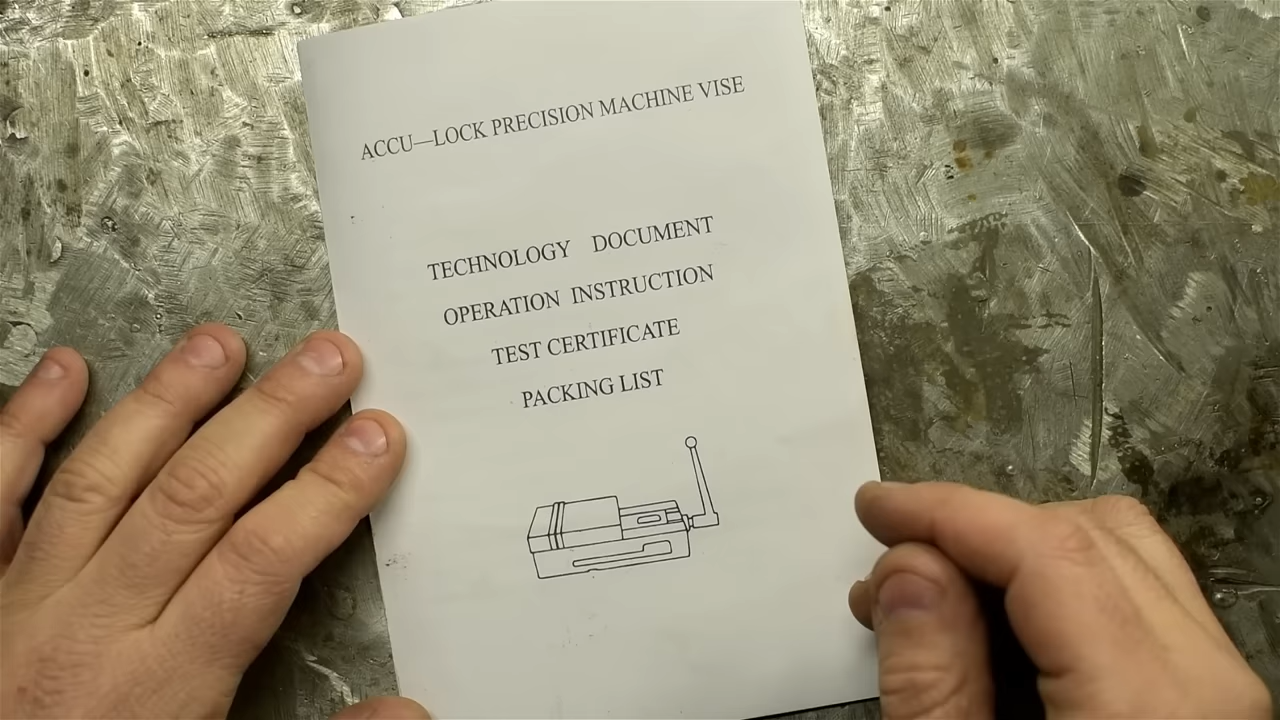 ACCU—LOCK PRECISION MACHINE VISE
TECHNOLOGY DOCUMENT
OPERATION INSTRUCTION
TEST CERTIFICATE
PACKING LIST